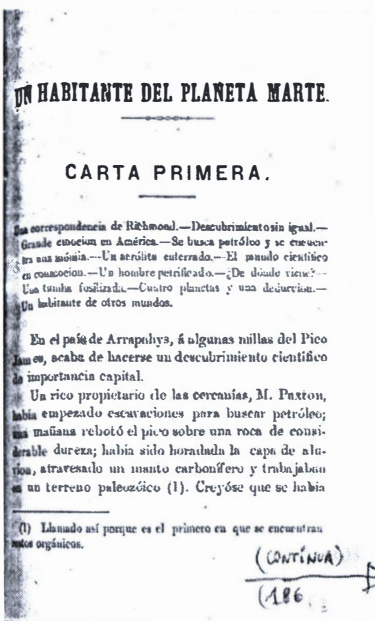 UN HABITANTE DEL PLANETA MARTE.
CARTA PRIMERA.
Una correspondencia de Richmond.—Descubrimiento sin igual.—
Grande emocion en América.—Se busca petróleo y se encuen-
tra una mómia.—Un aerólito enterrado.—El mundo científico
en conmocion.—Un hombre petrificado.—¿De dónde viene?—
Una tumba fosilizada.—Cuatro planetas y una deduccion.—
Un habitante de otros mundos.
En el país de Arrapahys, á algunas millas del Pico
James, acaba de hacerse un descubrimiento científico
de importancia capital.
Un rico propietario de las cercanías, M. Paxton,
habia empezado escavaciones para buscar petróleo;
una mañana rebotó el pico sobre una roca de consi-
derable dureza; habia sido horadada la capa de alu-
vion, atravesado un manto carbonífero y trabajaban
en un terreno paleozóico (1). Creyóse que se habia
(1) Llamado así porque es el primero en que se encuentran
restos orgánicos.
(CONTÍNUA)
(186